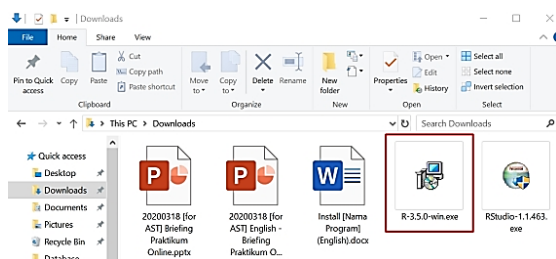 Downloads
File Home Share View
Pin to Quick access
Copy
Paste
Cut
Copy path
Paste shortcut
Clipboard
Move to
Copy to
Delete
Rename
Organize
New folder
New
Properties
Open
Edit
History
Open
Select all
Select none
Invert selection
Select
This PC > Downloads
Search Downloads
Quick access
Desktop
Downloads
Documents
Pictures
Recycle Bin
Database
20200318 [for
AST] Briefing
Praktikum
Online.pptx
20200318 [for
AST] English -
Briefing
Praktikum O...
Install [Nama
Program]
(English).docx
R-3.5.0-win.exe
RStudio-1.1.463.
exe